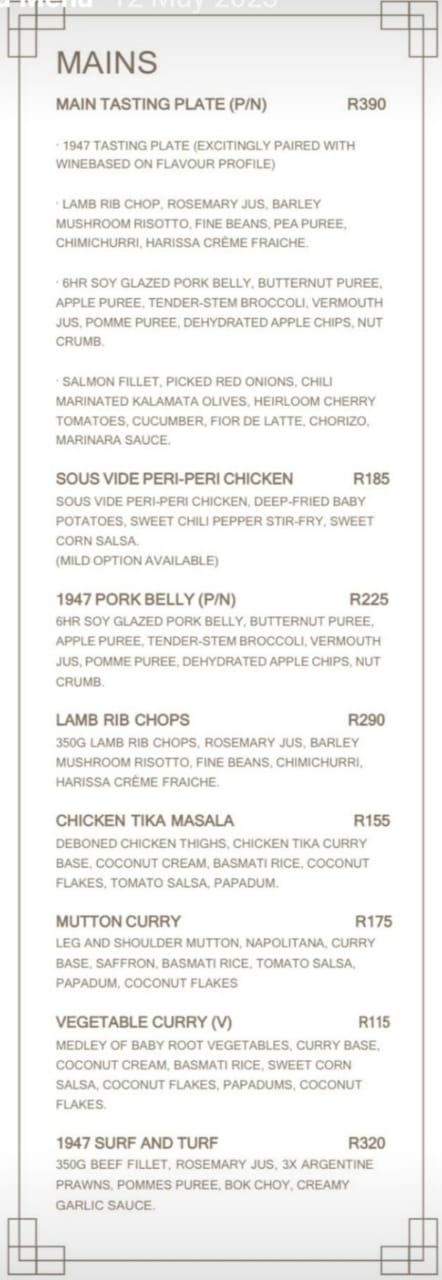 Menu 12 May 2023
MAINS
MAIN TASTING PLATE (P/N) R390
· 1947 TASTING PLATE (EXCITINGLY PAIRED WITH
WINEBASED ON FLAVOUR PROFILE)
· LAMB RIB CHOP, ROSEMARY JUS, BARLEY
MUSHROOM RISOTTO, FINE BEANS, PEA PUREE,
CHIMICHURRI, HARISSA CRÈME FRAICHE.
· 6HR SOY GLAZED PORK BELLY, BUTTERNUT PUREE,
APPLE PUREE, TENDER-STEM BROCCOLI, VERMOUTH
JUS, POMME PUREE, DEHYDRATED APPLE CHIPS, NUT
CRUMB.
· SALMON FILLET, PICKED RED ONIONS, CHILI
MARINATED KALAMATA OLIVES, HEIRLOOM CHERRY
TOMATOES, CUCUMBER, FIOR DE LATTE, CHORIZO,
MARINARA SAUCE.
SOUS VIDE PERI-PERI CHICKEN R185
SOUS VIDE PERI-PERI CHICKEN, DEEP-FRIED BABY
POTATOES, SWEET CHILI PEPPER STIR-FRY, SWEET
CORN SALSA.
(MILD OPTION AVAILABLE)
1947 PORK BELLY (P/N) R225
6HR SOY GLAZED PORK BELLY, BUTTERNUT PUREE,
APPLE PUREE, TENDER-STEM BROCCOLI, VERMOUTH
JUS, POMME PUREE, DEHYDRATED APPLE CHIPS, NUT
CRUMB.
LAMB RIB CHOPS R290
350G LAMB RIB CHOPS, ROSEMARY JUS, BARLEY
MUSHROOM RISOTTO, FINE BEANS, CHIMICHURRI,
HARISSA CRÈME FRAICHE.
CHICKEN TIKA MASALA R155
DEBONED CHICKEN THIGHS, CHICKEN TIKA CURRY
BASE, COCONUT CREAM, BASMATI RICE, COCONUT
FLAKES, TOMATO SALSA, PAPADUM.
MUTTON CURRY R175
LEG AND SHOULDER MUTTON, NAPOLITANA, CURRY
BASE, SAFFRON, BASMATI RICE, TOMATO SALSA,
PAPADUM, COCONUT FLAKES
VEGETABLE CURRY (V) R115
MEDLEY OF BABY ROOT VEGETABLES, CURRY BASE,
COCONUT CREAM, BASMATI RICE, SWEET CORN
SALSA, COCONUT FLAKES, PAPADUMS, COCONUT
FLAKES.
1947 SURF AND TURF R320
350G BEEF FILLET, ROSEMARY JUS, 3X ARGENTINE
PRAWNS, POMMES PUREE, BOK CHOY, CREAMY
GARLIC SAUCE.